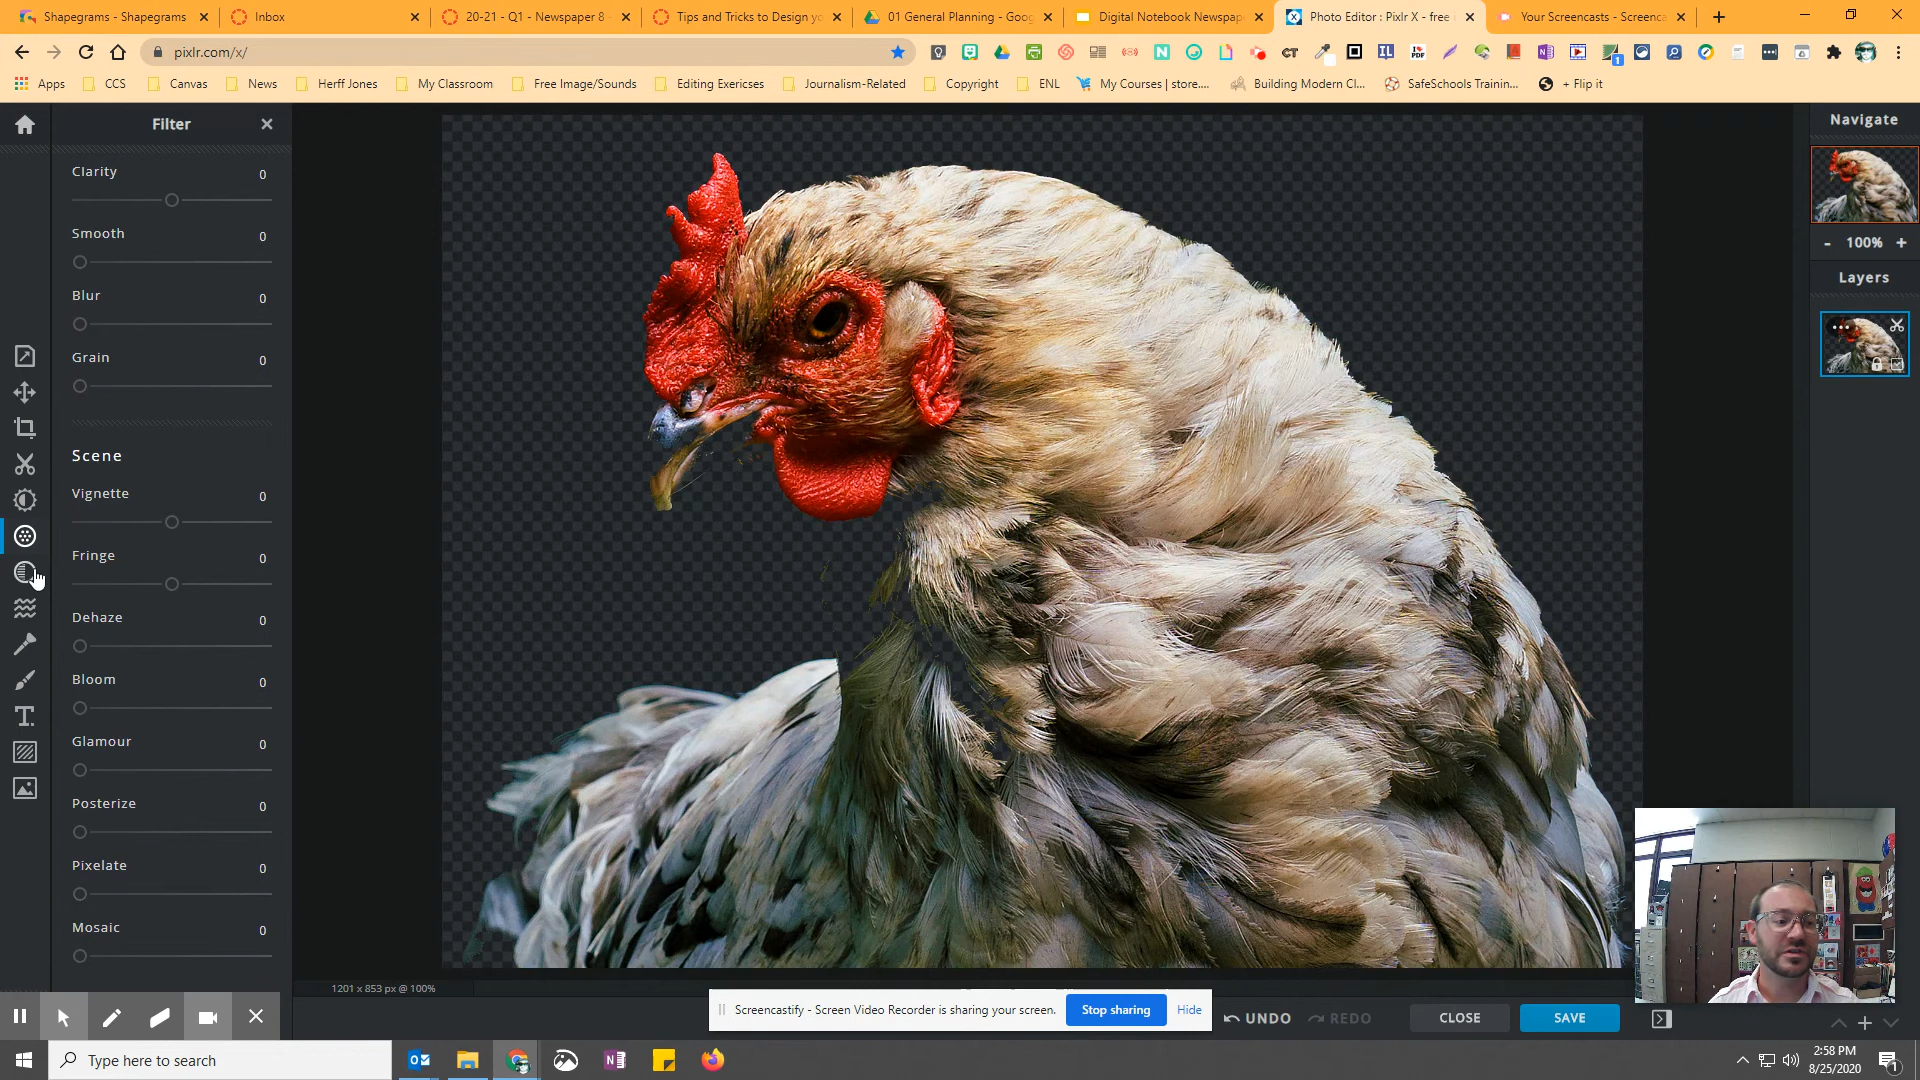 Shapegrams - Shapegrams
Inbox
20-21 - Q1 - Newspaper 8 -
Tips and Tricks to Design yo
01 General Planning - Goog
Digital Notebook Newspap
Photo Editor : Pixlr X - free
Your Screencasts - Screenca
pixlr.com/x/
Apps
CCS
Canvas
News
Herff Jones
My Classroom
Free Image/Sounds
Editing Exericses
Journalism-Related
Copyright
ENL
My Courses | store....
Building Modern Cl...
SafeSchools Trainin...
+ Flip it
Filter
Clarity 0
Smooth 0
Blur 0
Grain 0
Scene
Vignette 0
Fringe 0
Dehaze 0
Bloom 0
Glamour 0
Posterize 0
Pixelate 0
Mosaic 0
Navigate
- 100% +
Layers
1201 x 853 px @ 100%
Screencastify - Screen Video Recorder is sharing your screen.
Stop sharing
Hide
UNDO
REDO
CLOSE
SAVE
Type here to search
2:58 PM
8/25/2020